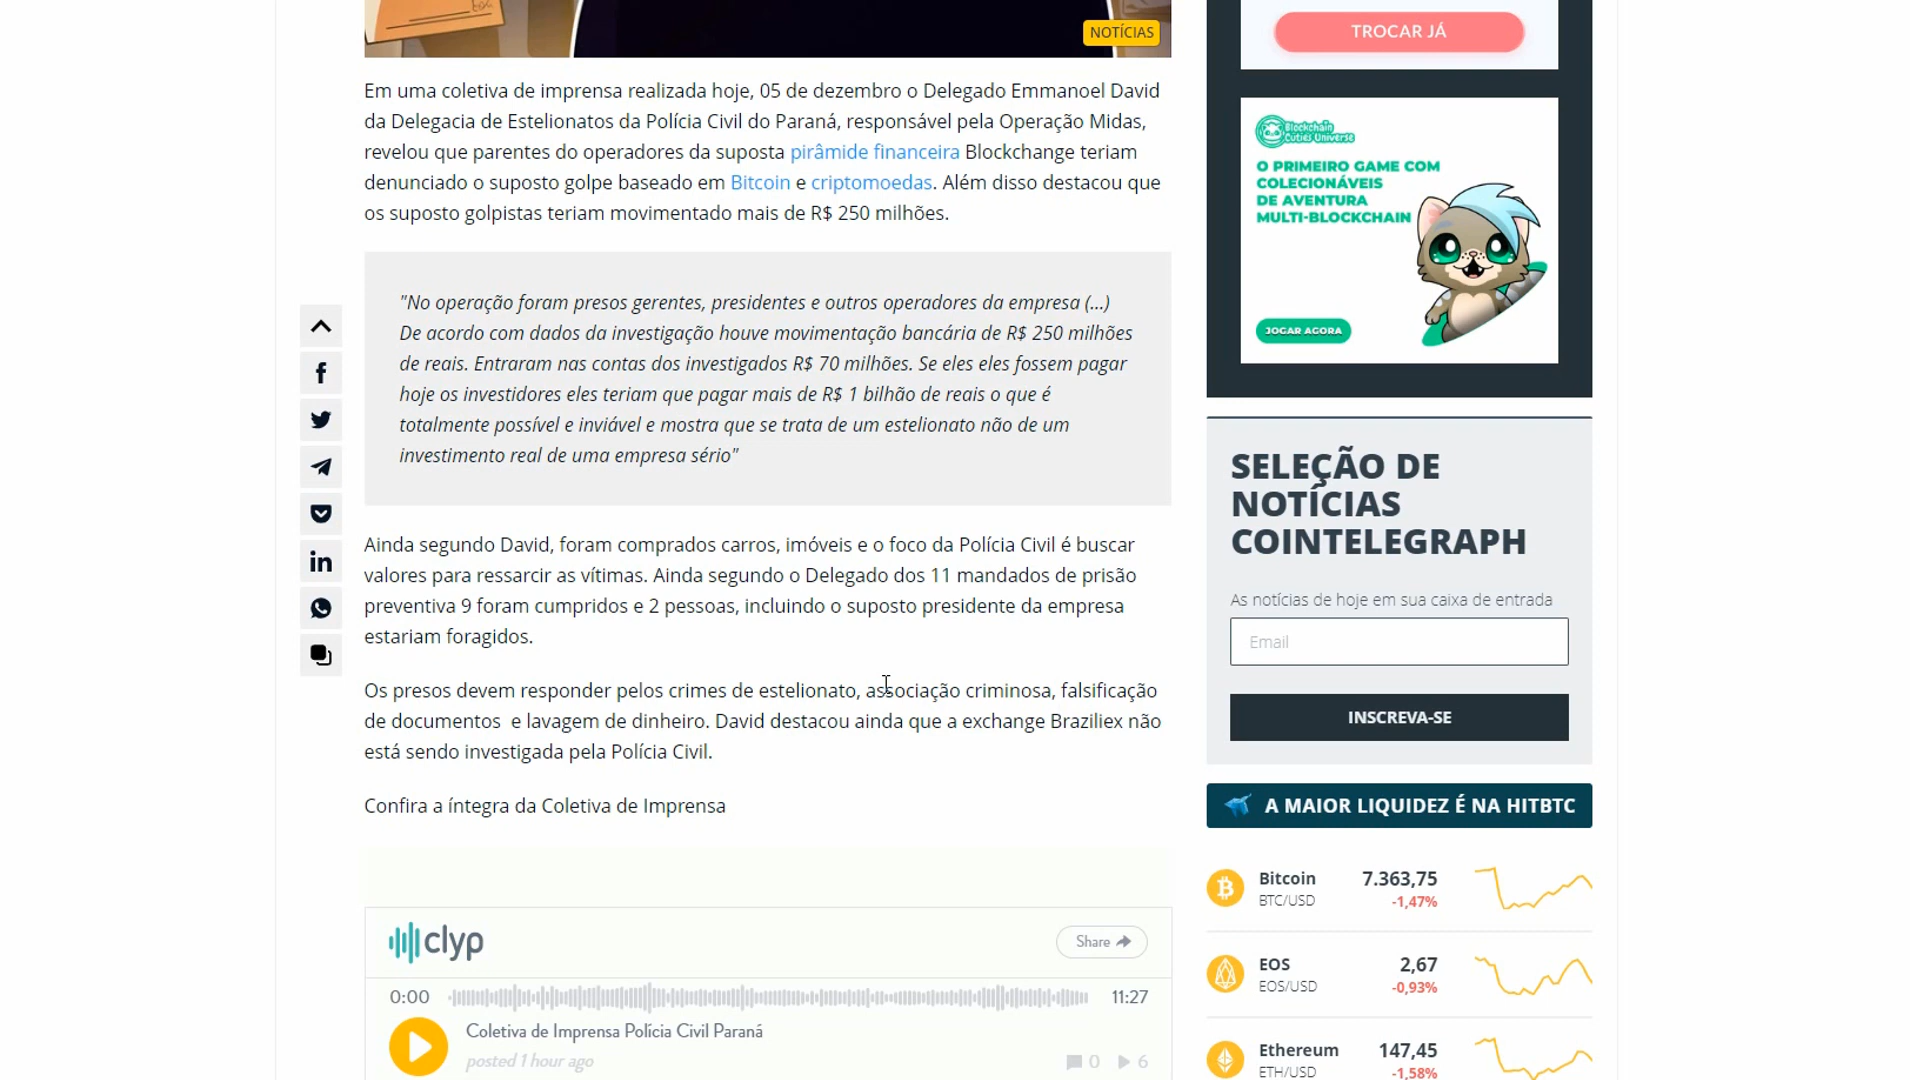 NOTÍCIAS
Em uma coletiva de imprensa realizada hoje, 05 de dezembro o Delegado Emmanoel David
da Delegacia de Estelionatos da Polícia Civil do Paraná, responsável pela Operação Midas,
revelou que parentes do operadores da suposta pirâmide financeira Blockchange teriam
denunciado o suposto golpe baseado em Bitcoin e criptomoedas. Além disso destacou que
os suposto golpistas teriam movimentado mais de R$ 250 milhões.
"No operação foram presos gerentes, presidentes e outros operadores da empresa (...)
De acordo com dados da investigação houve movimentação bancária de R$ 250 milhões
de reais. Entraram nas contas dos investigados R$ 70 milhões. Se eles eles fossem pagar
hoje os investidores eles teriam que pagar mais de R$ 1 bilhão de reais o que é
totalmente possível e inviável e mostra que se trata de um estelionato não de um
investimento real de uma empresa sério"
Ainda segundo David, foram comprados carros, imóveis e o foco da Polícia Civil é buscar
valores para ressarcir as vítimas. Ainda segundo o Delegado dos 11 mandados de prisão
preventiva 9 foram cumpridos e 2 pessoas, incluindo o suposto presidente da empresa
estariam foragidos.
Os presos devem responder pelos crimes de estelionato, associação criminosa, falsificação
de documentos  e lavagem de dinheiro. David destacou ainda que a exchange Braziliex não
está sendo investigada pela Polícia Civil.
Confira a íntegra da Coletiva de Imprensa
clyp
Share
0:00
11:27
Coletiva de Imprensa Polícia Civil Paraná
posted 1 hour ago
0
6
TROCAR JÁ
Blockchain
Cuties Universe
O PRIMEIRO GAME COM
COLECIONÁVEIS
DE AVENTURA
MULTI-BLOCKCHAIN
JOGAR AGORA
SELEÇÃO DE
NOTÍCIAS
COINTELEGRAPH
As notícias de hoje em sua caixa de entrada
Email
INSCREVA-SE
A MAIOR LIQUIDEZ É NA HITBTC
Bitcoin 7.363,75
BTC/USD -1,47%
EOS 2,67
EOS/USD -0,93%
Ethereum 147,45
ETH/USD -1,58%